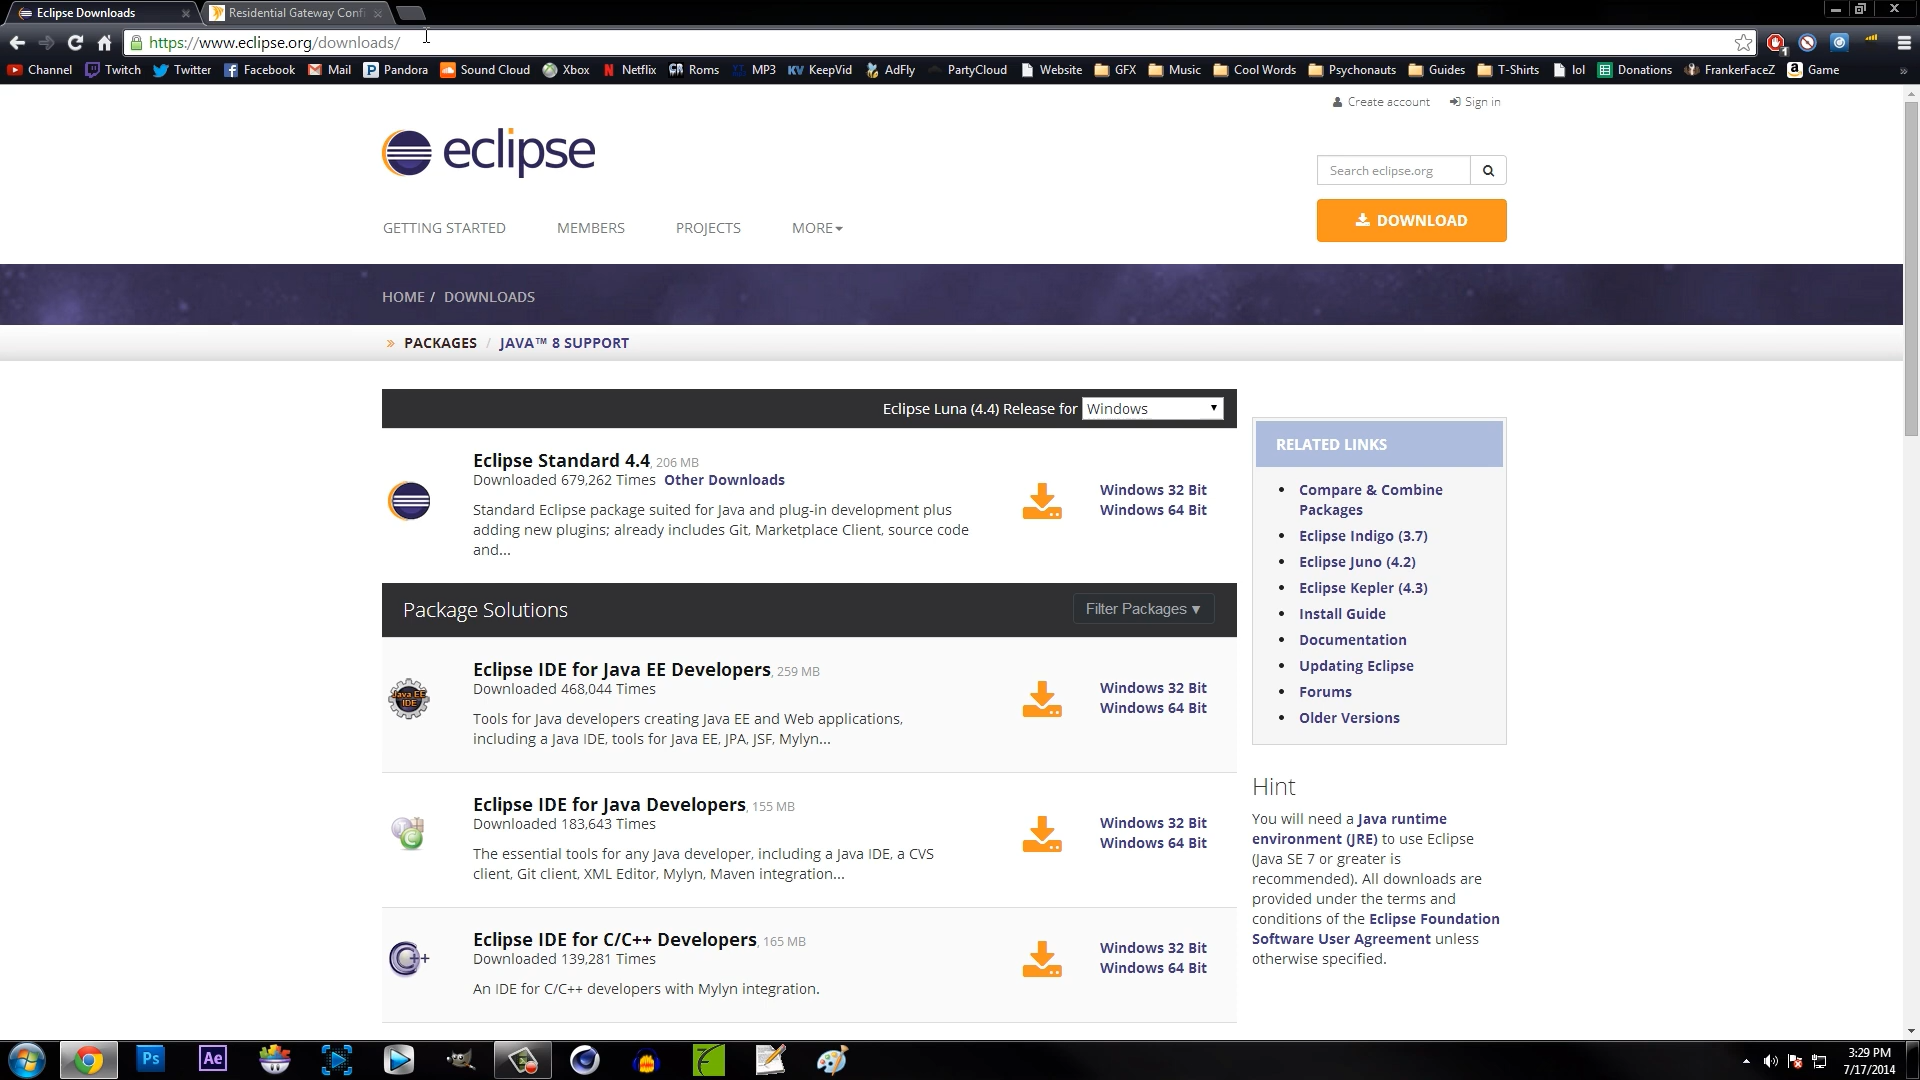 Eclipse Downloads
Residential Gateway Confi
https://www.eclipse.org/downloads/
Channel Twitch Twitter Facebook Mail Pandora Sound Cloud Xbox Netflix Roms MP3 KeepVid AdFly PartyCloud Website GFX Music Cool Words Psychonauts Guides T-Shirts lol Donations FrankerFaceZ Game
Create account Sign in
eclipse
Search eclipse.org
DOWNLOAD
GETTING STARTED MEMBERS PROJECTS MORE
HOME / DOWNLOADS
» PACKAGES / JAVA™ 8 SUPPORT
Eclipse Luna (4.4) Release for Windows
Eclipse Standard 4.4, 206 MB
Downloaded 679,262 Times Other Downloads
Standard Eclipse package suited for Java and plug-in development plus
adding new plugins; already includes Git, Marketplace Client, source code
and...
Windows 32 Bit
Windows 64 Bit
Package Solutions
Filter Packages ▾
Java EE
IDE
Eclipse IDE for Java EE Developers, 259 MB
Downloaded 468,044 Times
Tools for Java developers creating Java EE and Web applications,
including a Java IDE, tools for Java EE, JPA, JSF, Mylyn...
Windows 32 Bit
Windows 64 Bit
Eclipse IDE for Java Developers, 155 MB
Downloaded 183,643 Times
The essential tools for any Java developer, including a Java IDE, a CVS
client, Git client, XML Editor, Mylyn, Maven integration...
Windows 32 Bit
Windows 64 Bit
C++
Eclipse IDE for C/C++ Developers, 165 MB
Downloaded 139,281 Times
An IDE for C/C++ developers with Mylyn integration.
Windows 32 Bit
Windows 64 Bit
RELATED LINKS
Compare & Combine
Packages
Eclipse Indigo (3.7)
Eclipse Juno (4.2)
Eclipse Kepler (4.3)
Install Guide
Documentation
Updating Eclipse
Forums
Older Versions
Hint
You will need a Java runtime
environment (JRE) to use Eclipse
(Java SE 7 or greater is
recommended). All downloads are
provided under the terms and
conditions of the Eclipse Foundation
Software User Agreement unless
otherwise specified.
Ps
Ae
3:29 PM
7/17/2014